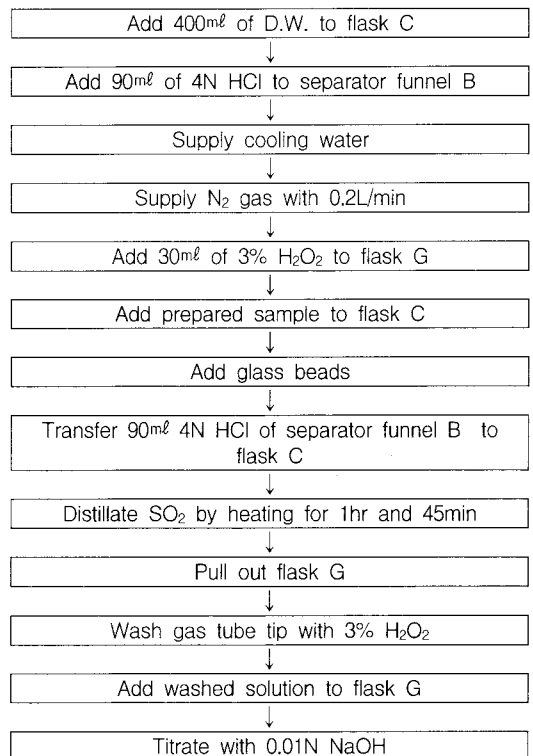 Add 400㎖ of D.W. to flask C
↓
Add 90㎖ of 4N HCl to separator funnel B
↓
Supply cooling water
↓
Supply N₂ gas with 0.2L/min
↓
Add 30㎖ of 3% H₂O₂ to flask G
↓
Add prepared sample to flask C
↓
Add glass beads
↓
Transfer 90㎖ 4N HCl of separator funnel B to
flask C
↓
Distillate SO₂ by heating for 1hr and 45min
↓
Pull out flask G
↓
Wash gas tube tip with 3% H₂O₂
↓
Add washed solution to flask G
↓
Titrate with 0.01N NaOH